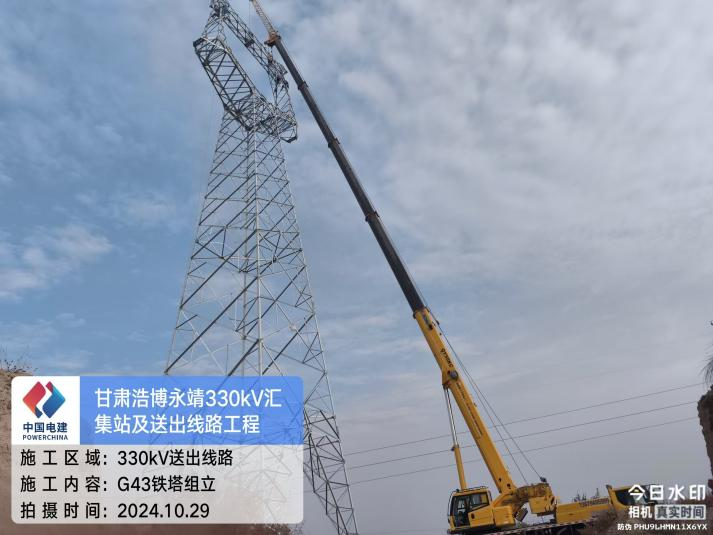 甘肃浩博永靖330kV汇
集站及送出线路工程
中国电建
POWERCHINA
施工区域：330kV送出线路
施工内容：G43铁塔组立
拍摄时间：2024.10.29
今日水印
相机 真实时间
防伪 PHU9LHMN11X6YX